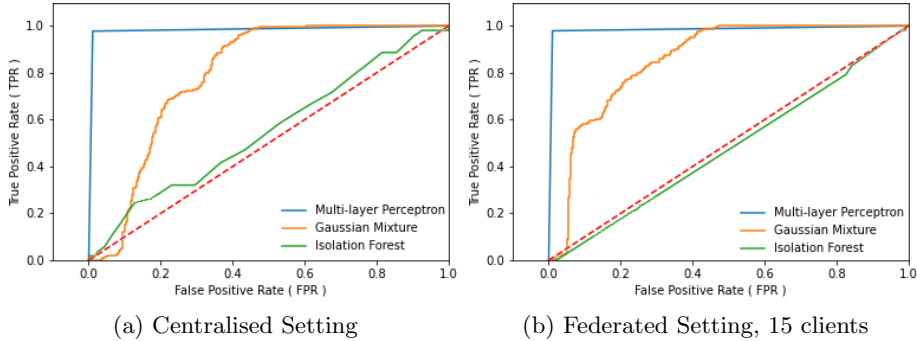 1.0
0.8
0.6
0.4
0.2
0.0
True Positive Rate ( TPR )
0.0 0.2 0.4 0.6 0.8 1.0
False Positive Rate ( FPR )
Multi-layer Perceptron
Gaussian Mixture
Isolation Forest
(a) Centralised Setting
1.0
0.8
0.6
0.4
0.2
0.0
True Positive Rate ( TPR )
0.0 0.2 0.4 0.6 0.8 1.0
False Positive Rate ( FPR )
Multi-layer Perceptron
Gaussian Mixture
Isolation Forest
(b) Federated Setting, 15 clients